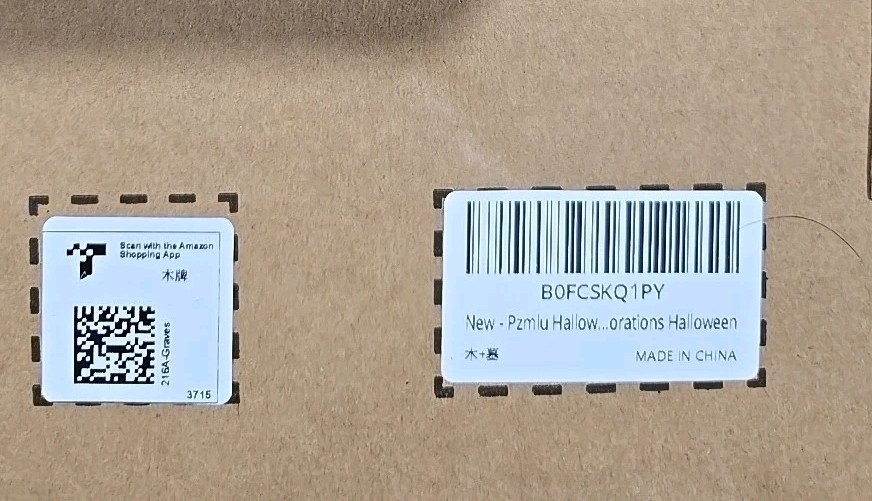 Scan with the Amazon
Shopping App
木牌
216A-Graves
3715
B0FCSKQ1PY
New - Pzmlu Hallow...orations Halloween
木+墓
MADE IN CHINA